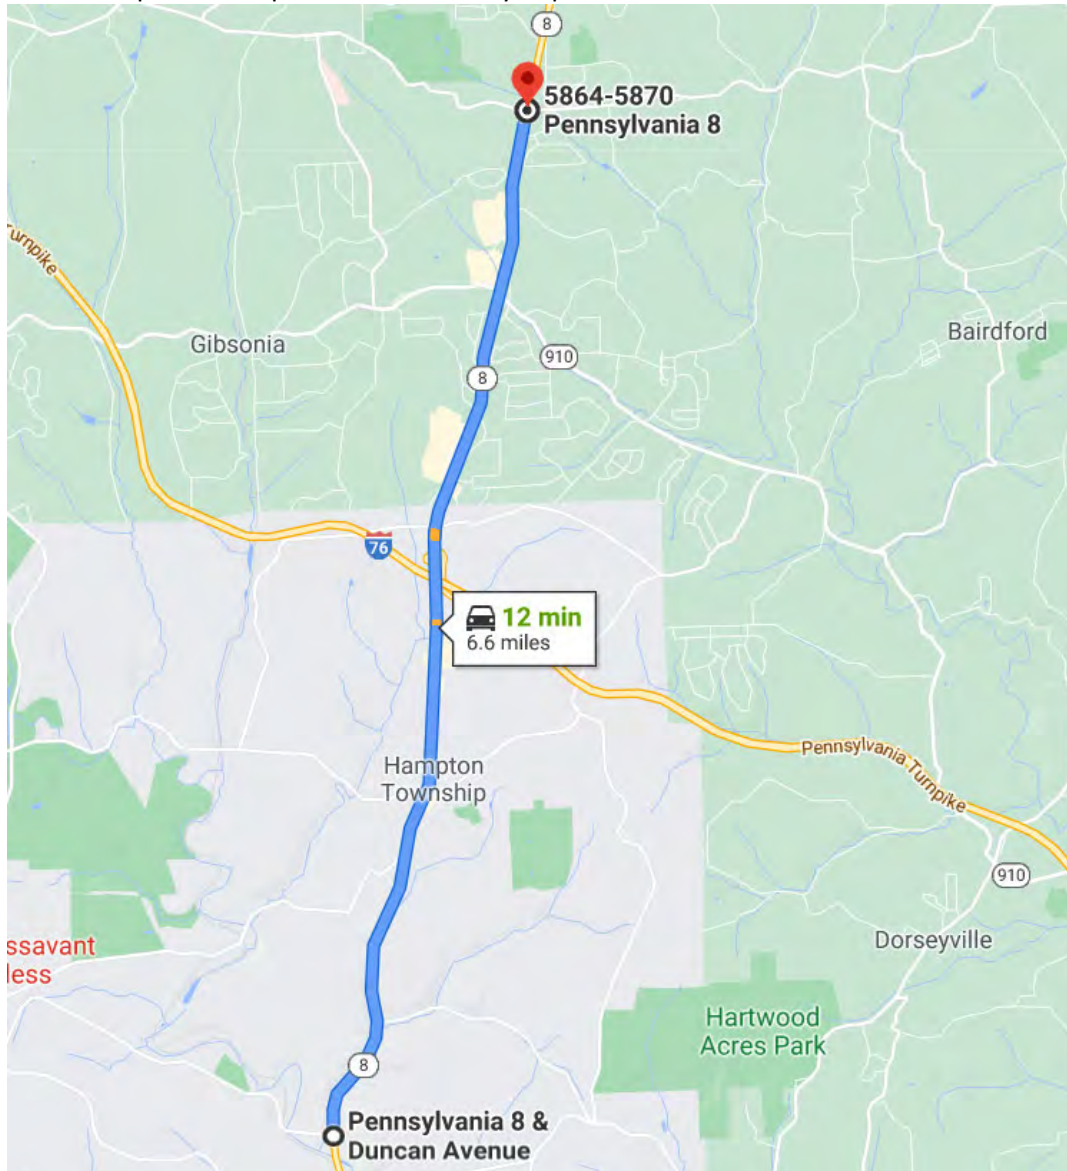 8
5864-5870
Pennsylvania 8
Turnpike
Gibsonia
Bairdford
910
8
76
12 min
6.6 miles
Pennsylvania Turnpike
Hampton
Township
910
ssavant
less
Dorseyville
Hartwood
Acres Park
8
Pennsylvania 8 &
Duncan Avenue